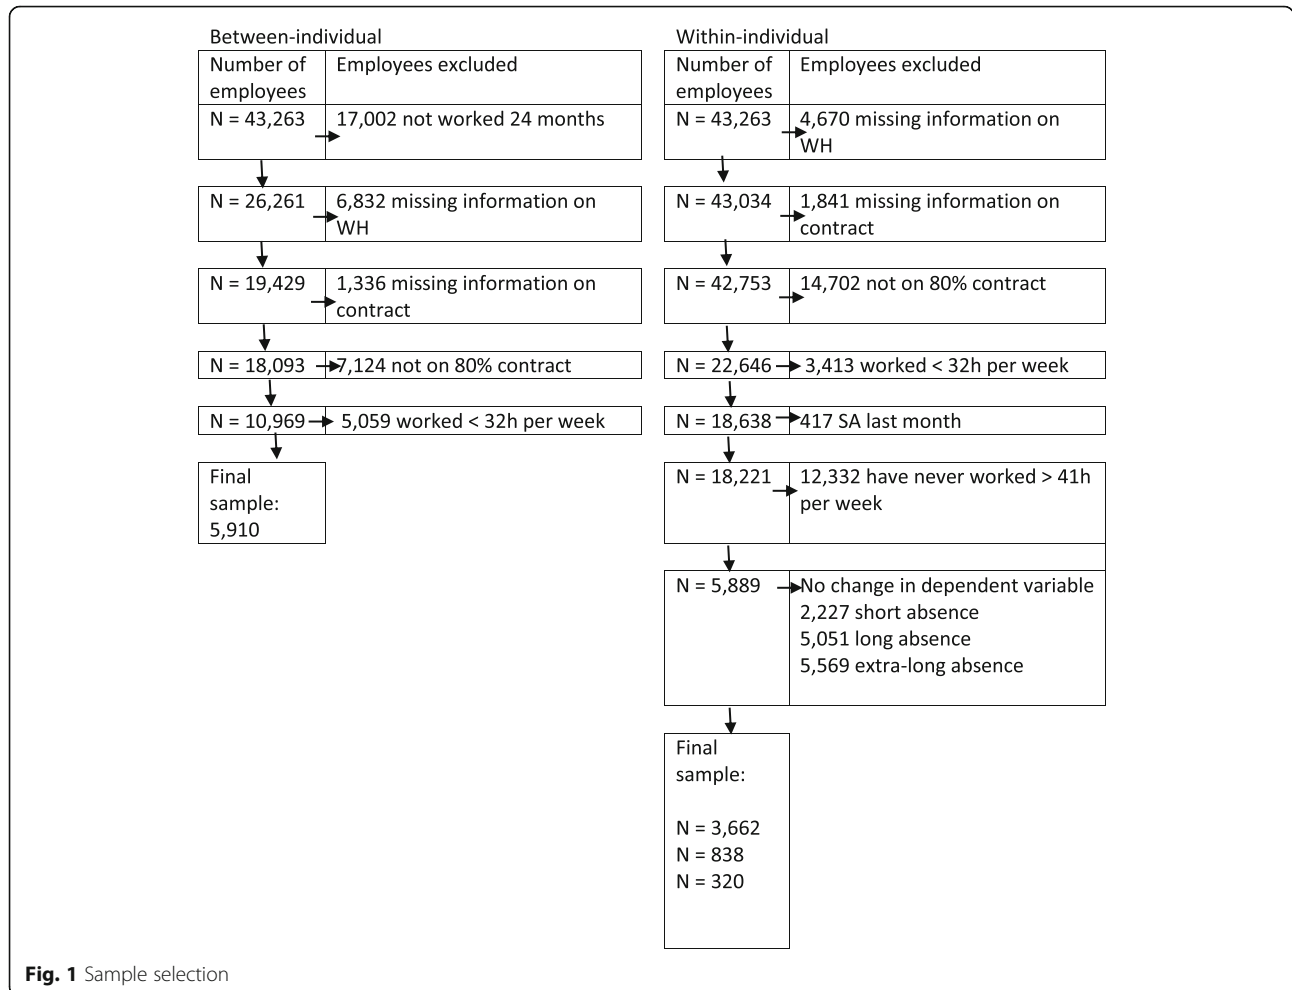 Between-individual
Number of
employees
Employees excluded
N = 43,263
17,002 not worked 24 months
N = 26,261
6,832 missing information on
WH
N = 19,429
1,336 missing information on
contract
N = 18,093
7,124 not on 80% contract
N = 10,969
5,059 worked < 32h per week
Final
sample:
5,910
Within-individual
Number of
employees
Employees excluded
N = 43,263
4,670 missing information on
WH
N = 43,034
1,841 missing information on
contract
N = 42,753
14,702 not on 80% contract
N = 22,646
3,413 worked < 32h per week
N = 18,638
417 SA last month
N = 18,221
12,332 have never worked > 41h
per week
N = 5,889
No change in dependent variable
2,227 short absence
5,051 long absence
5,569 extra-long absence
Final
sample:
N = 3,662
N = 838
N = 320
Fig. 1 Sample selection